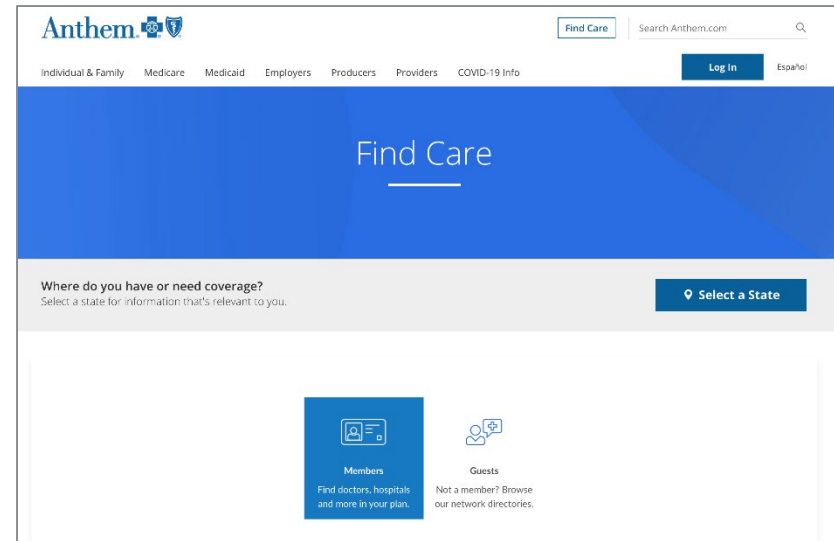 Anthem.
Find Care
Search Anthem.com
Individual & Family Medicare Medicaid Employers Producers Providers COVID-19 Info
Log In
Español
Find Care
Where do you have or need coverage?
Select a state for information that's relevant to you.
Select a State
Members
Find doctors, hospitals
and more in your plan.
Guests
Not a member? Browse
our network directories.